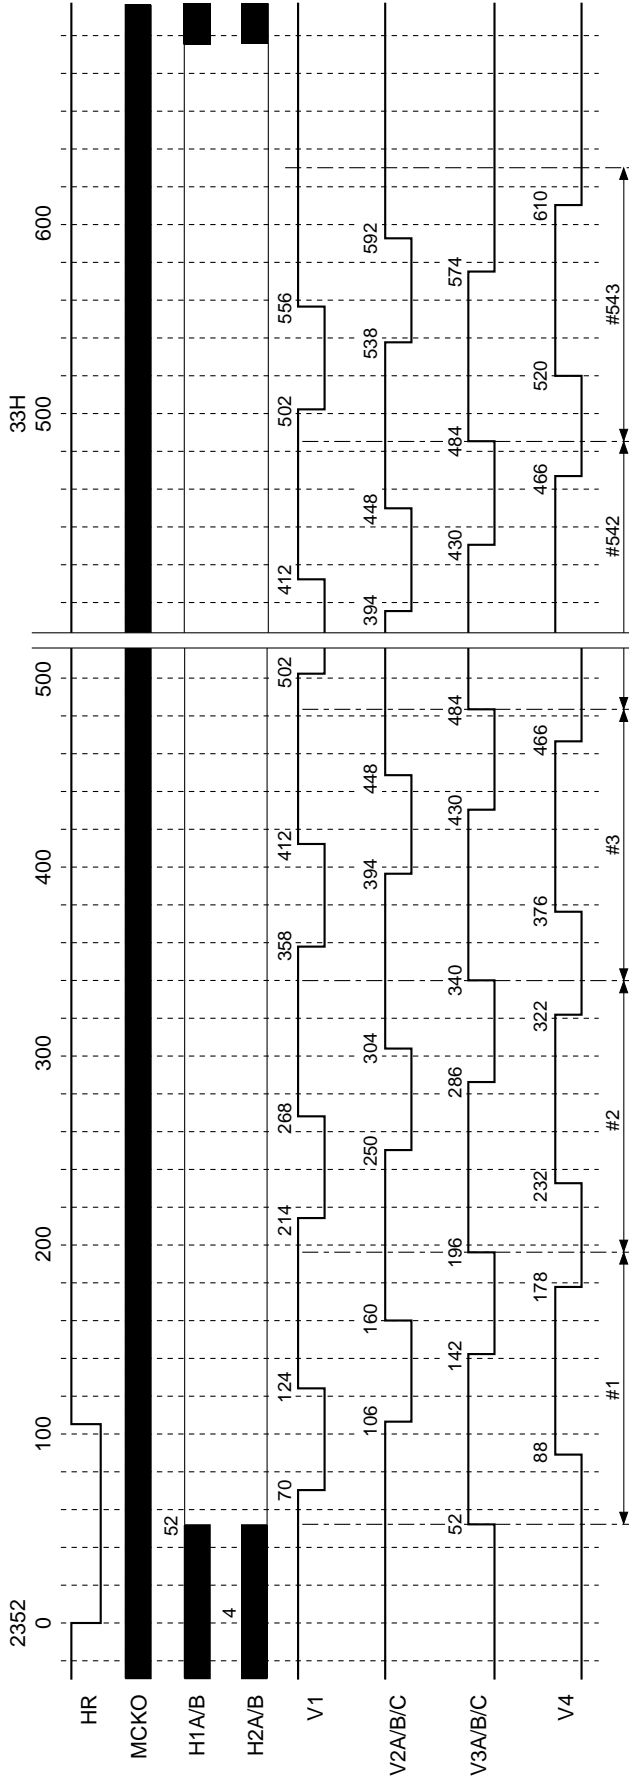 33H
2352 0 100 200 300 400 500 500 600
HR
MCKO
H1A/B 52
H2A/B 4
V1 70 124 214 268 358 412 502 412 502 556
V2A/B/C 106 160 250 304 394 448 394 448 538 592
V3A/B/C 52 142 196 286 340 430 484 430 484 574
V4 88 178 232 322 376 466 466 520 610
#1 #2 #3 #542 #543